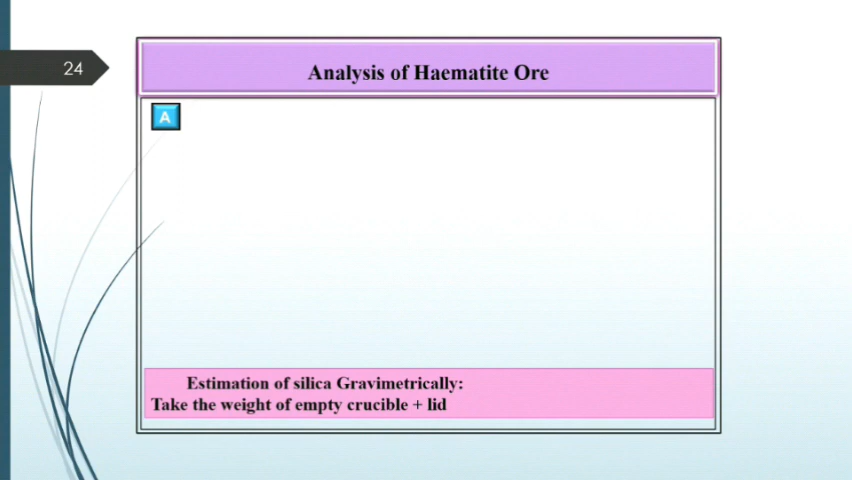 24
Analysis of Haematite Ore
A
Estimation of silica Gravimetrically:
Take the weight of empty crucible + lid